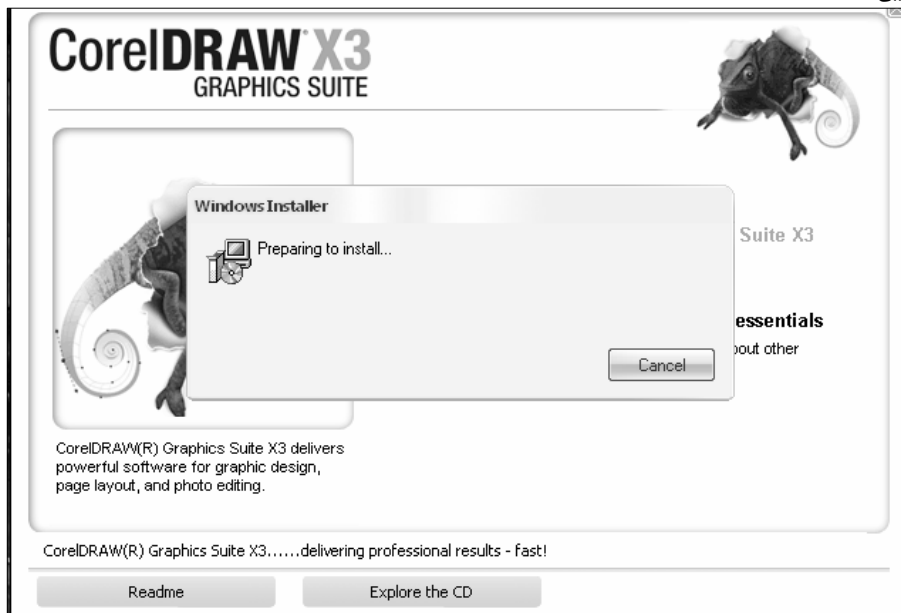 CorelDRAW X3
GRAPHICS SUITE
Windows Installer
Preparing to install...
Suite X3
essentials
out other
Cancel
CorelDRAW(R) Graphics Suite X3 delivers
powerful software for graphic design,
page layout, and photo editing.
CorelDRAW(R) Graphics Suite X3......delivering professional results - fast!
Readme
Explore the CD